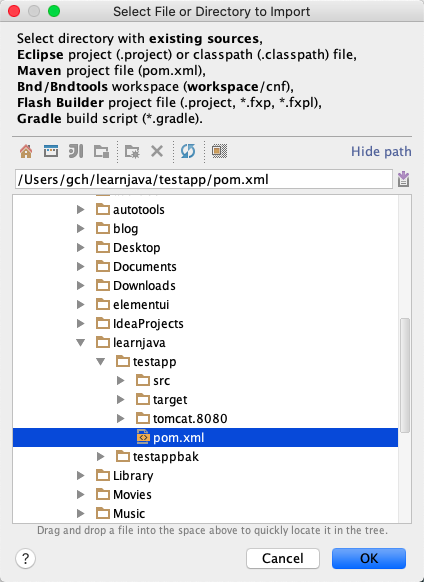 Select File or Directory to Import
Select directory with existing sources,
Eclipse project (.project) or classpath (.classpath) file,
Maven project file (pom.xml),
Bnd/Bndtools workspace (workspace/cnf),
Flash Builder project file (.project, *.fxp, *.fxpl),
Gradle build script (*.gradle).
Hide path
/Users/gch/learnjava/testapp/pom.xml
autotools
blog
Desktop
Documents
Downloads
elementui
IdeaProjects
learnjava
testapp
src
target
tomcat.8080
pom.xml
testappbak
Library
Movies
Music
Drag and drop a file into the space above to quickly locate it in the tree.
?
Cancel
OK